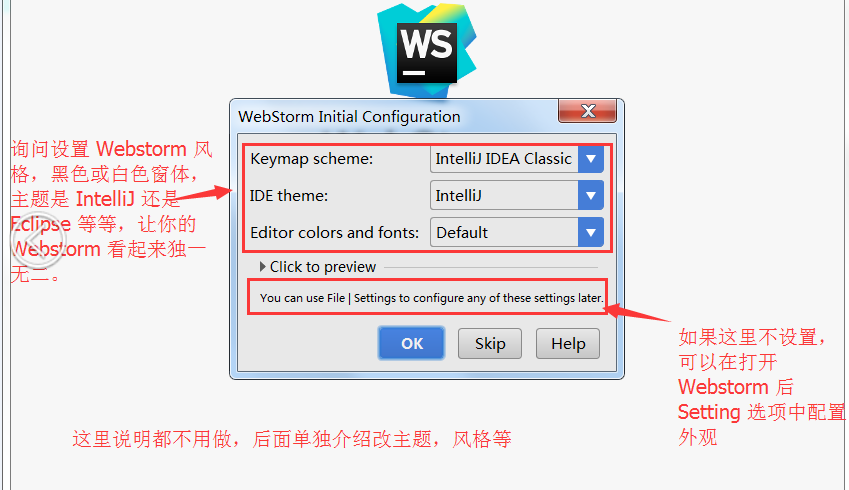 WS
WebStorm Initial Configuration
Keymap scheme:
IntelliJ IDEA Classic
IDE theme:
IntelliJ
Editor colors and fonts:
Default
Click to preview
You can use File | Settings to configure any of these settings later.
OK
Skip
Help
询问设置 Webstorm 风
格，黑色或白色窗体，
主题是 IntelliJ 还是
Eclipse 等等，让你的
Webstorm 看起来独一
无二。
如果这里不设置，
可以在打开
Webstorm 后
Setting 选项中配置
外观
这里说明都不用做，后面单独介绍改主题，风格等